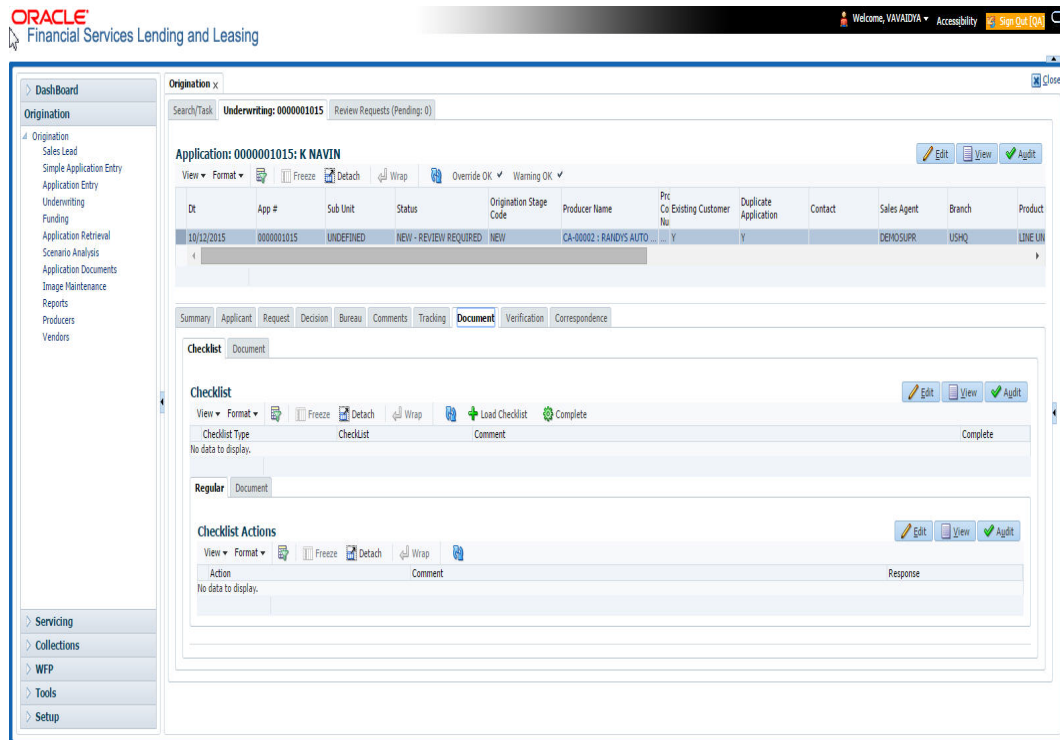 ORACLE'
Financial Services Lending and Leasing
Welcome, VAVAIDYA Accessibility Sign Out [QA]
Close
DashBoard
Origination
Origination
Sales Lead
Simple Application Entry
Application Entry
Underwriting
Funding
Application Retrieval
Scenario Analysis
Application Documents
Image Maintenance
Reports
Producers
Vendors
Servicing
Collections
WFP
Tools
Setup
Origination x
Search/Task Underwriting: 0000001015 Review Requests (Pending: 0)
Application: 0000001015: K NAVIN
Edit View Audit
View Format Freeze Detach Wrap Override OK Warning OK
Dt App # Sub Unit Status Origination Stage Code Producer Name Prc Co Nu Existing Customer Duplicate Application Contact Sales Agent Branch Product
10/12/2015 0000001015 UNDEFINED NEW - REVIEW REQUIRED NEW CA-00002 : RANDYS AUTO ... ... Y Y DEMOSUPR USHQ LINE UN
Summary Applicant Request Decision Bureau Comments Tracking Document Verification Correspondence
Checklist Document
Checklist
Edit View Audit
View Format Freeze Detach Wrap Load Checklist Complete
Checklist Type CheckList Comment Complete
No data to display.
Regular Document
Checklist Actions
Edit View Audit
View Format Freeze Detach Wrap
Action Comment Response
No data to display.